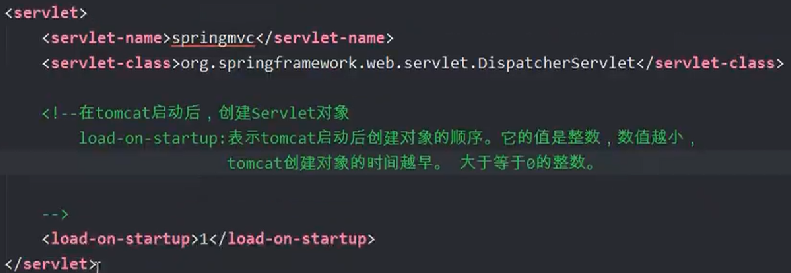 <servlet>
<servlet-name>springmvc</servlet-name>
<servlet-class>org.springframework.web.servlet.DispatcherServlet</servlet-class>
<!--在tomcat启动后，创建Servlet对象
load-on-startup:表示tomcat启动后创建对象的顺序。它的值是整数，数值越小，
tomcat创建对象的时间越早。 大于等于0的整数。
-->
<load-on-startup>1</load-on-startup>
</servlet>